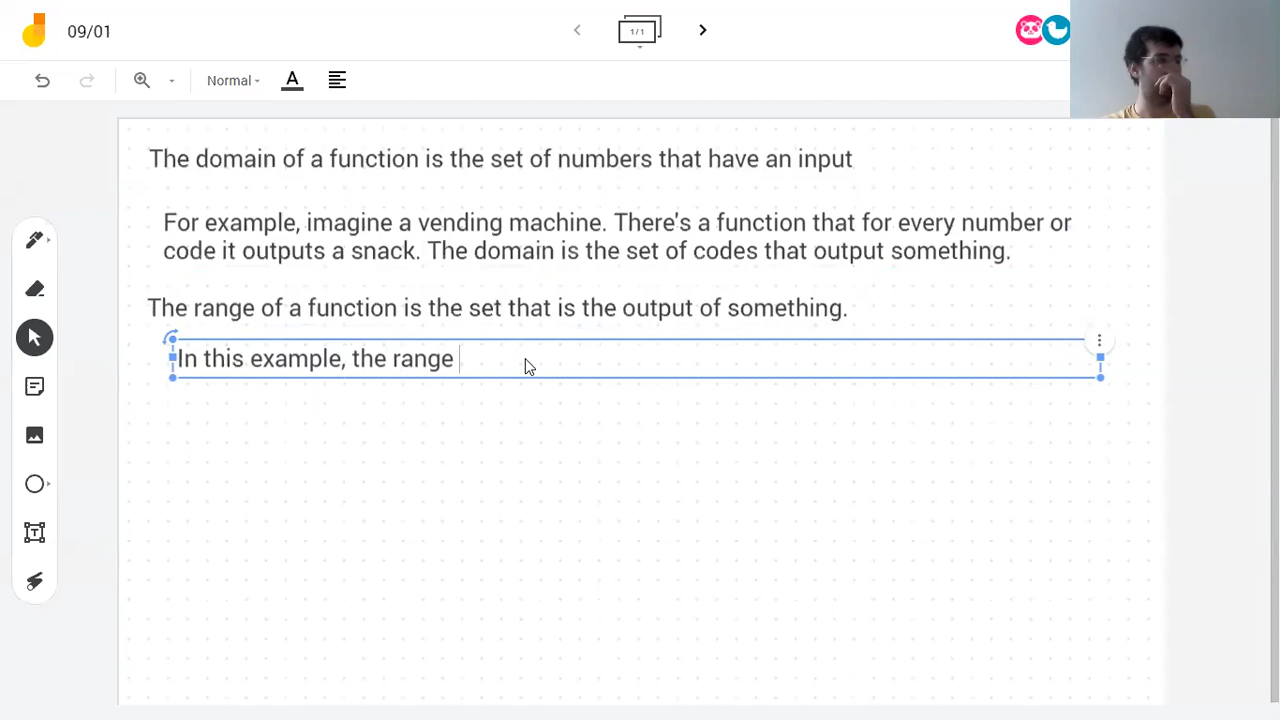 09/01
1/1
Normal
A
The domain of a function is the set of numbers that have an input
For example, imagine a vending machine. There's a function that for every number or
code it outputs a snack. The domain is the set of codes that output something.
The range of a function is the set that is the output of something.
In this example, the range
T